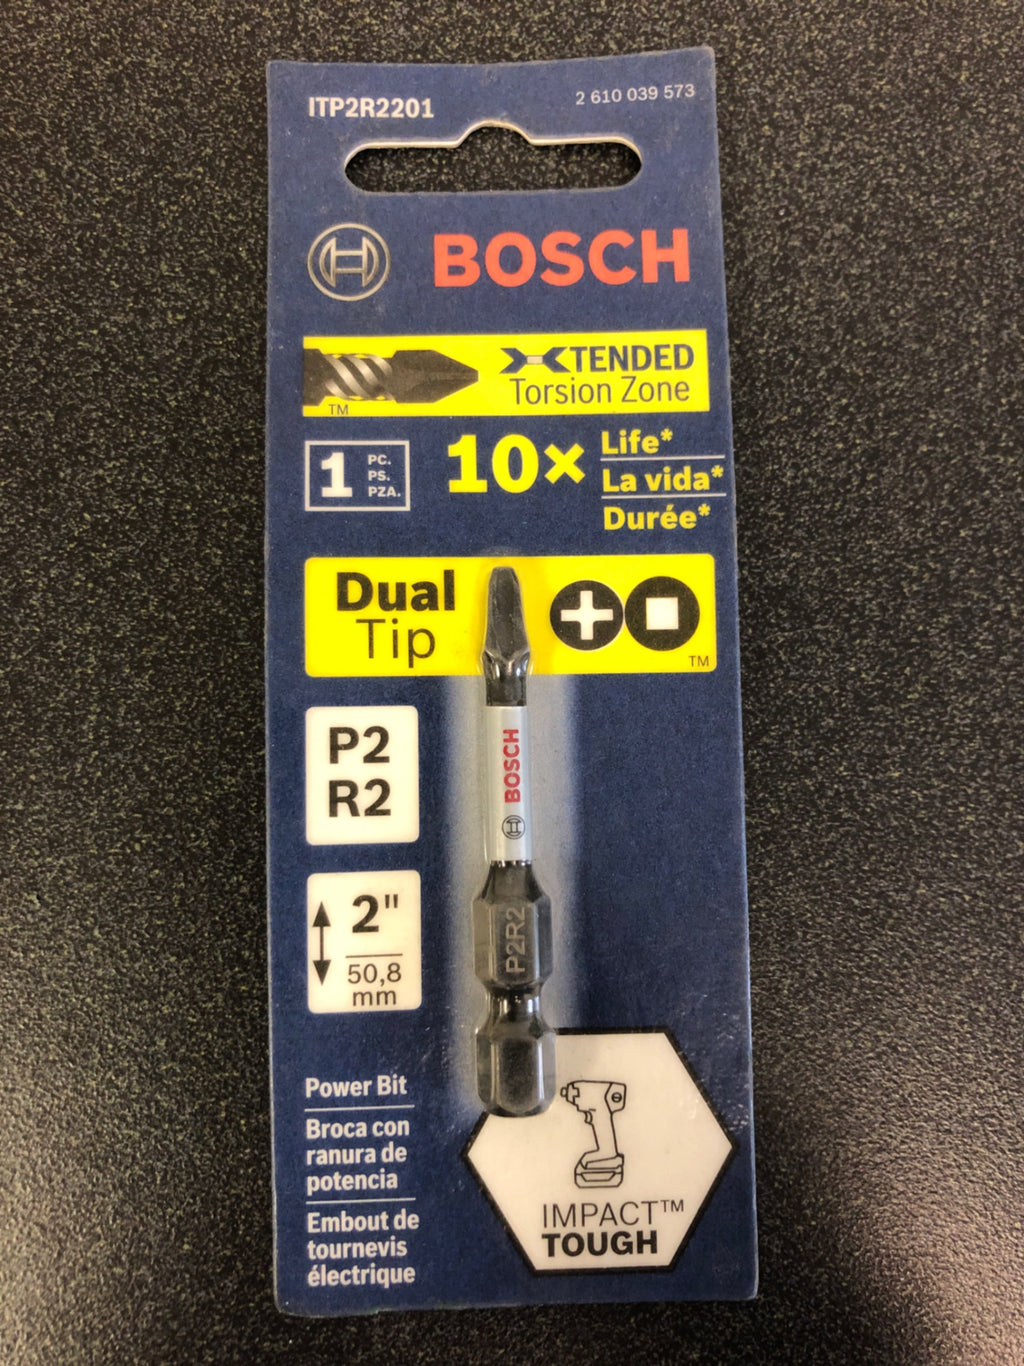 ITP2R2201
2 610 039 573
BOSCH
XTENDED
Torsion Zone
TM
1 PC.
PS.
PZA.
10x
Life*
La vida*
Durée*
Dual
Tip
TM
P2
R2
BOSCH
P2R2
2"
50,8
mm
Power Bit
Broca con
ranura de
potencia
Embout de
tournevis
électrique
IMPACT™
TOUGH